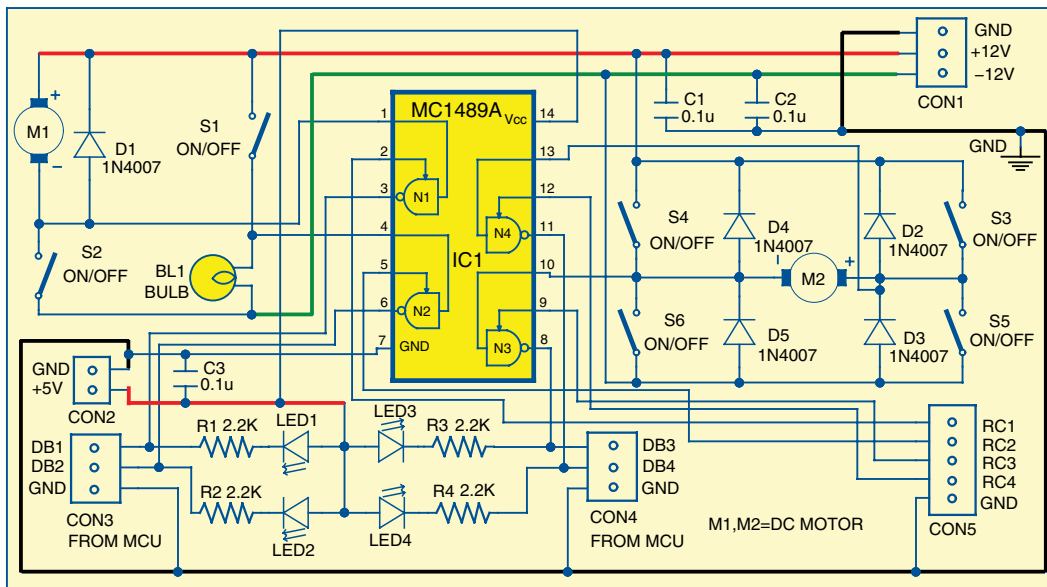 GND
+12V
−12V
CON1
C1
0.1u
C2
0.1u
GND
MC1489A
Vcc
1
2
3
4
5
6
7
14
13
12
11
10
9
8
N1
N2
N3
N4
IC1
GND
+
M1
−
D1
1N4007
S1
ON/OFF
S2
ON/OFF
BL1
BULB
S4
ON/OFF
D4
1N4007
D2
1N4007
S3
ON/OFF
−
M2
+
S6
ON/OFF
D5
1N4007
D3
1N4007
S5
ON/OFF
GND
+5V
CON2
C3
0.1u
DB1
DB2
GND
CON3
FROM MCU
R1 2.2K
LED1
LED3
R3 2.2K
R2 2.2K
LED2
LED4
R4 2.2K
DB3
DB4
GND
CON4
FROM MCU
RC1
RC2
RC3
RC4
GND
CON5
M1,M2=DC MOTOR